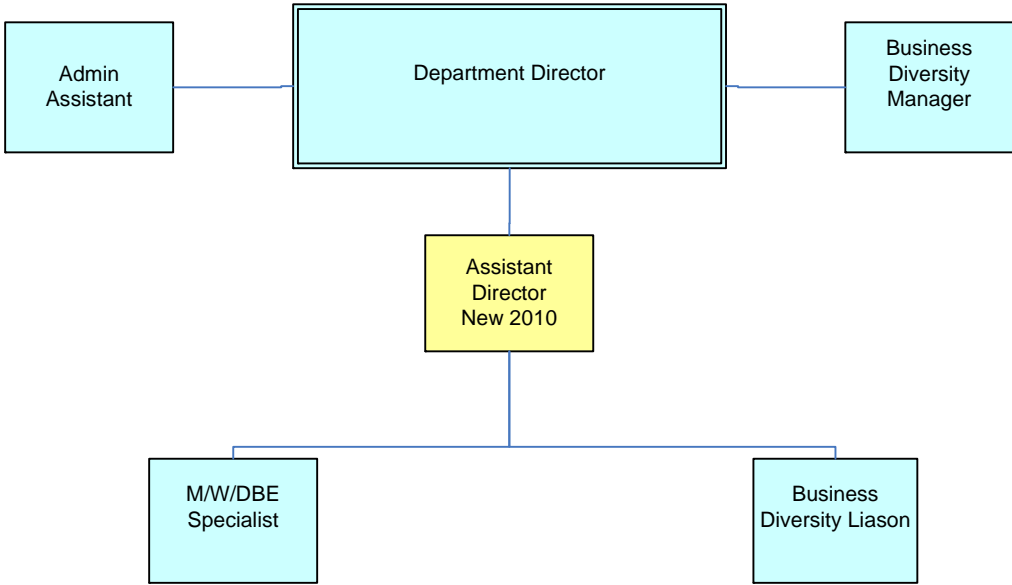 Admin
Assistant
Department Director
Business
Diversity
Manager
Assistant
Director
New 2010
M/W/DBE
Specialist
Business
Diversity Liason